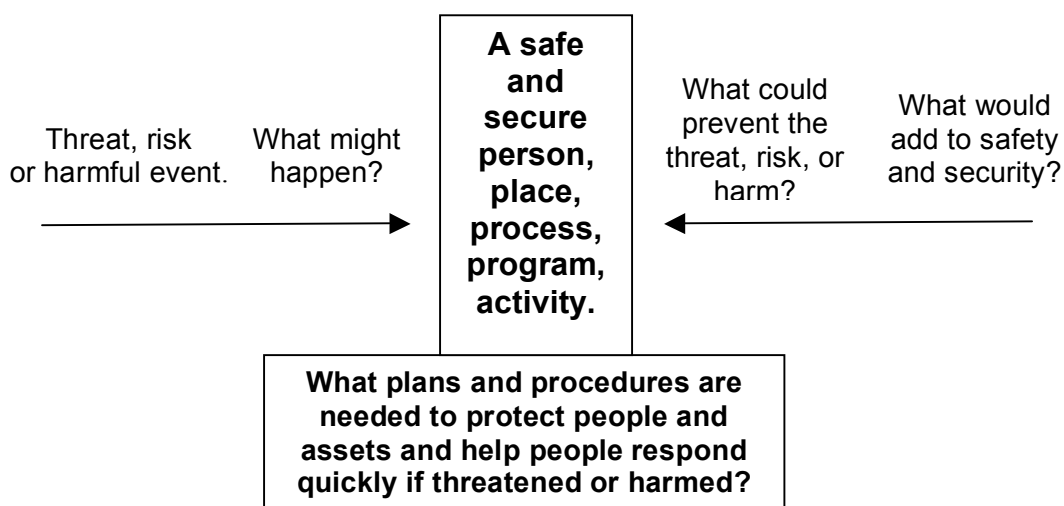 Threat, risk
or harmful event.
What might
happen?
A safe
and
secure
person,
place,
process,
program,
activity.
What could
prevent the
threat, risk, or
harm?
What would
add to safety
and security?
What plans and procedures are
needed to protect people and
assets and help people respond
quickly if threatened or harmed?